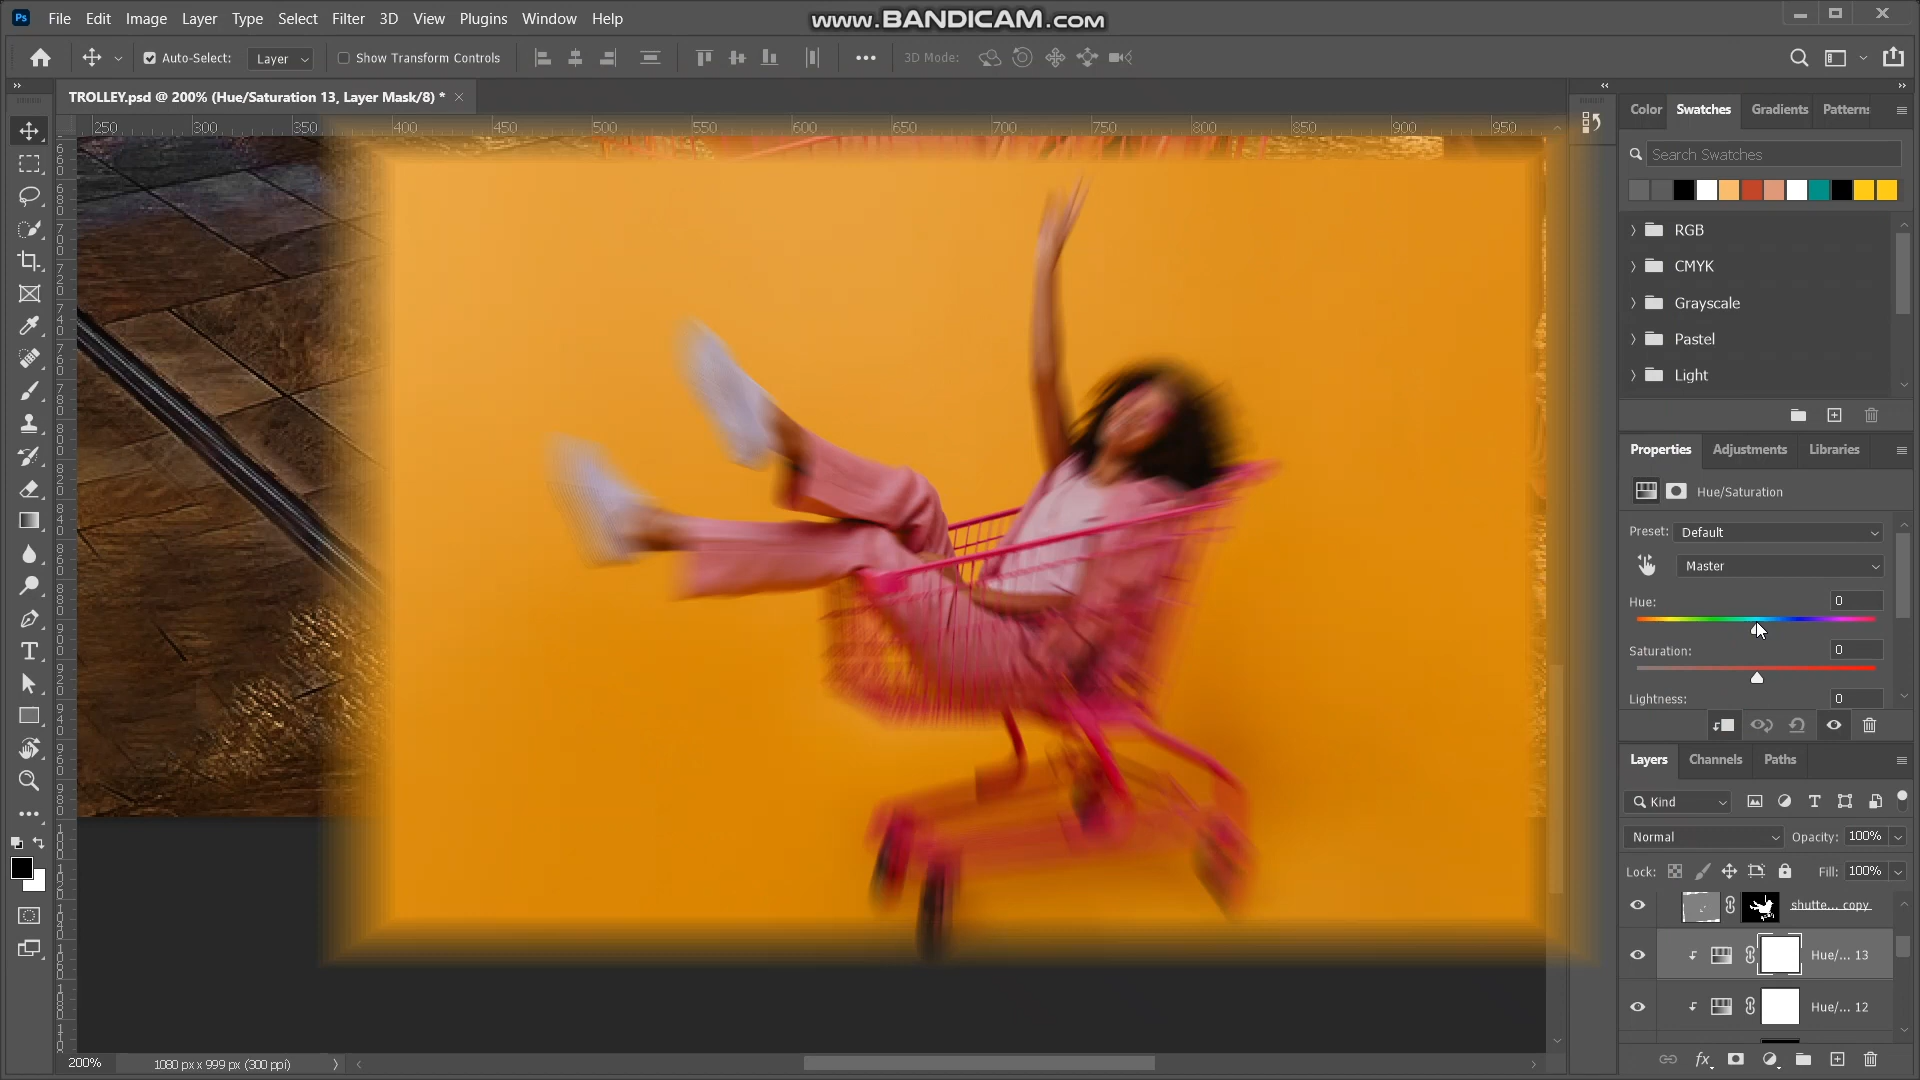 Ps File Edit Image Layer Type Select Filter 3D View Plugins Window Help
www.BANDICAM.com
Auto-Select: Layer Show Transform Controls 3D Mode:
TROLLEY.psd @ 200% (Hue/Saturation 13, Layer Mask/8) *
250 300 350 400 450 500 550 600 650 700 750 800 850 900 950
Color Swatches Gradients Patterns
Search Swatches
RGB
CMYK
Grayscale
Pastel
Light
Properties Adjustments Libraries
Hue/Saturation
Preset: Default
Master
Hue: 0
Saturation: 0
Lightness: 0
Layers Channels Paths
Kind
Normal Opacity: 100%
Lock: Fill: 100%
shutte... copy
Hue/... 13
Hue/... 12
200% 1080 px x 999 px (300 ppi)